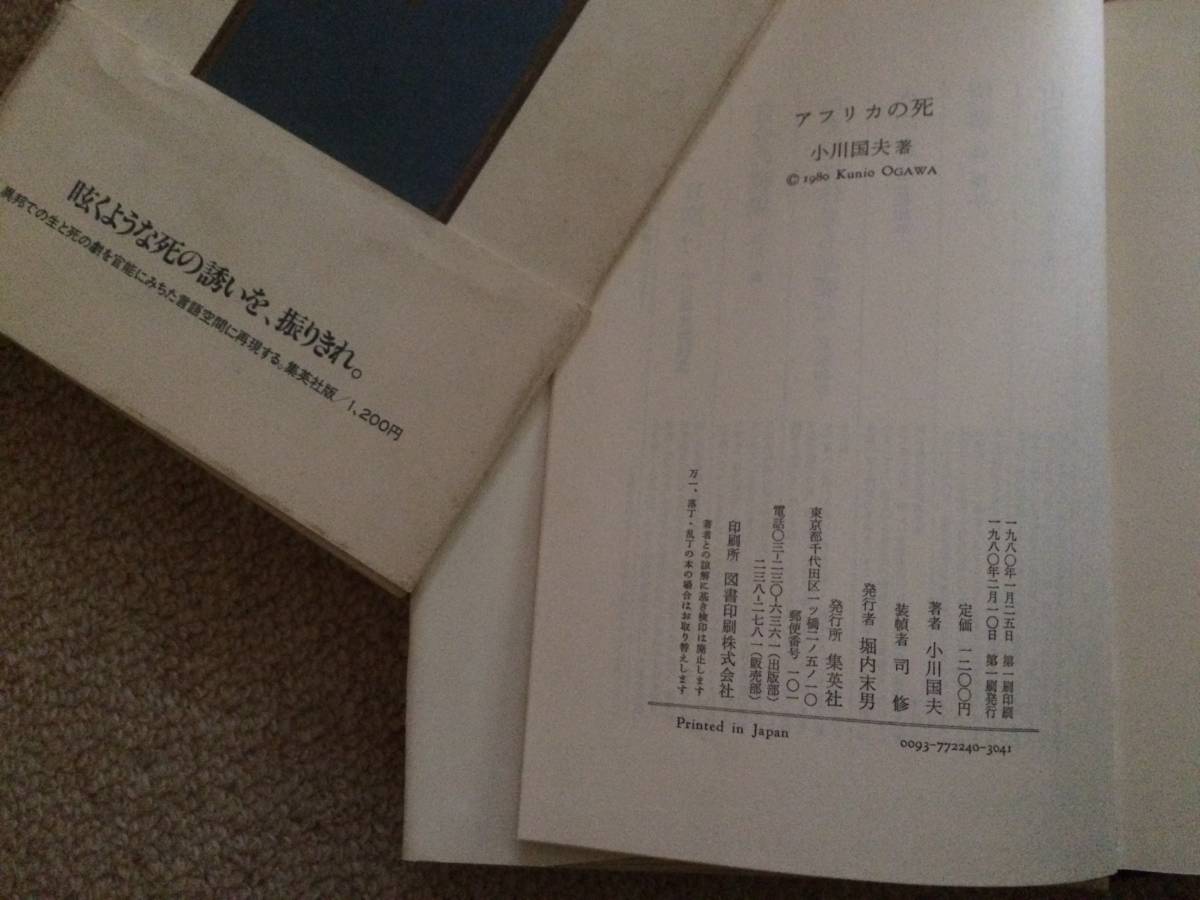 眩くような死の誘いを、振りきれ。
異邦での生と死の劇を官能にみちた言語空間に再現する。集英社版／1,200円
アフリカの死
小川国夫 著
© 1980 Kunio OGAWA
一九八〇年一月二五日 第一刷印刷
一九八〇年二月一〇日 第一刷発行
定価 一二〇〇円
著者 小川国夫
装幀者 司 修
発行者 堀内末男
発行所 集英社
東京都千代田区一ツ橋二ノ五ノ一〇
郵便番号 一〇一
電話〇三-二三〇-六三六一(出版部)
二三八-二七八一(販売部)
印刷所 図書印刷株式会社
著者との諒解に基き検印は廃止します
万一、落丁・乱丁の本の場合はお取り替えします
Printed in Japan
0093-772240-3041